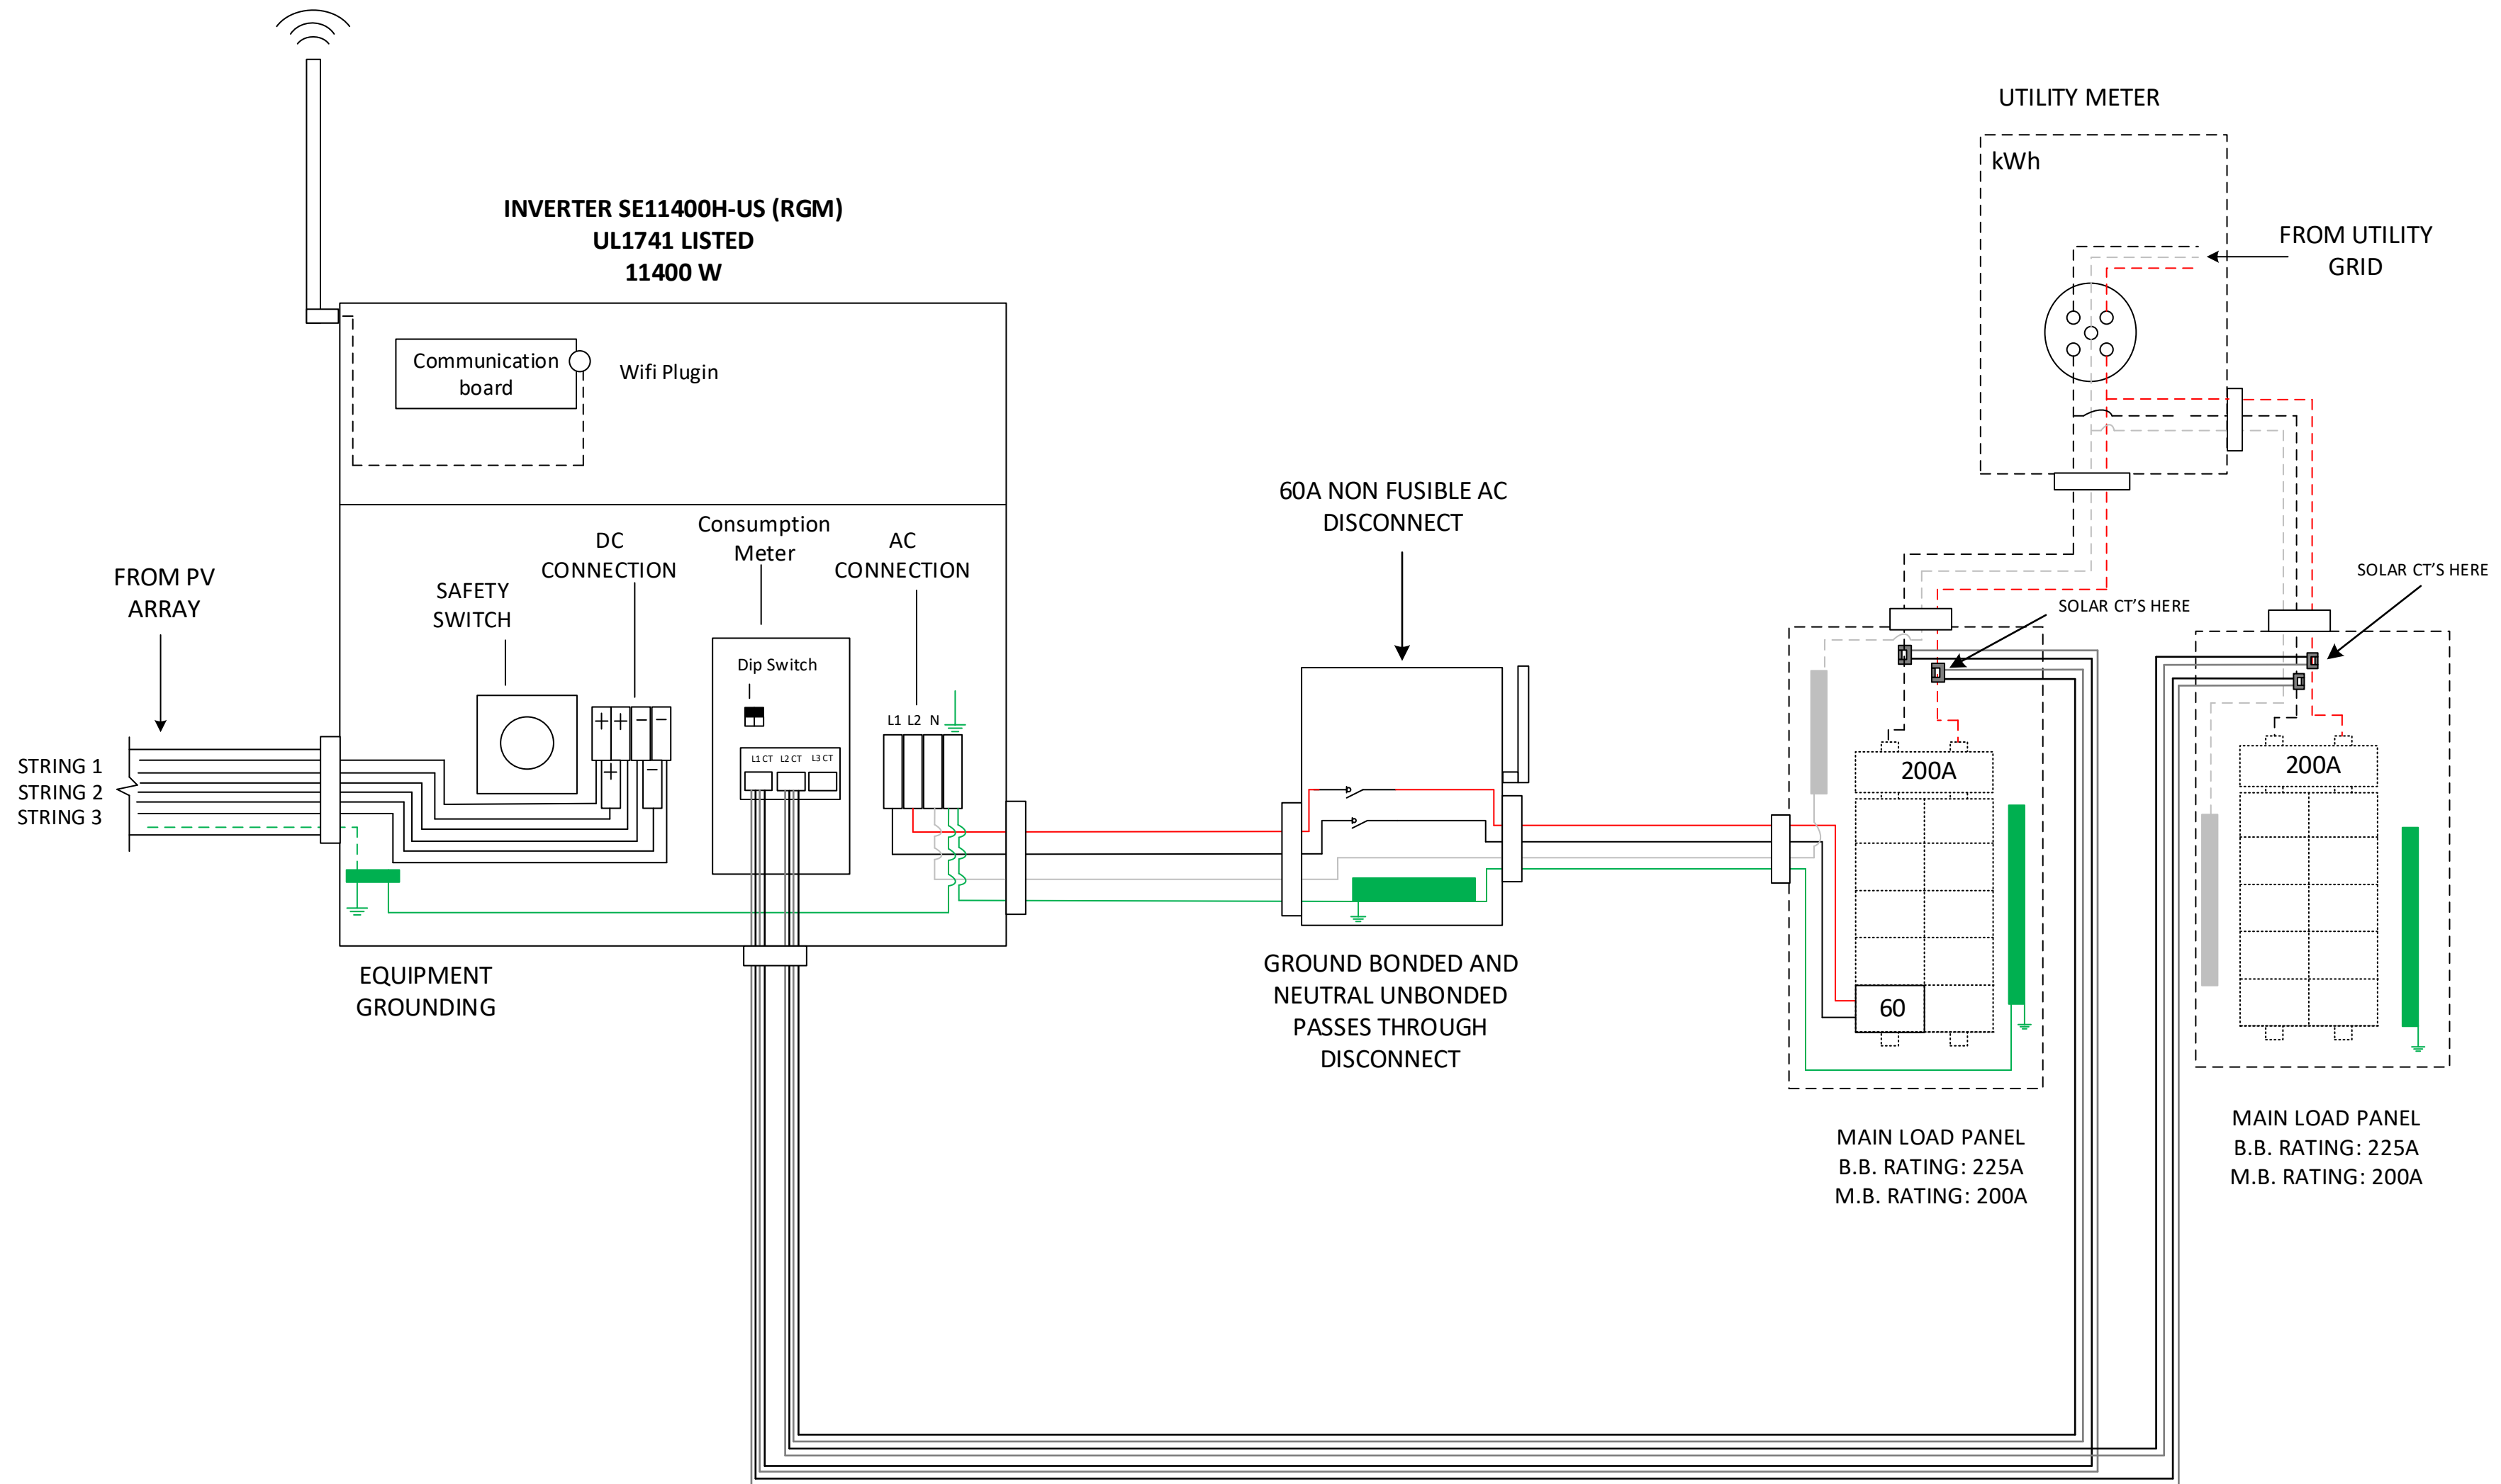 UTILITY METER
kWh
FROM UTILITY
GRID
INVERTER SE11400H-US (RGM)
UL1741 LISTED
11400 W
Communication
board
Wifi Plugin
60A NON FUSIBLE AC
DISCONNECT
FROM PV
ARRAY
SAFETY
SWITCH
DC
CONNECTION
Consumption
Meter
AC
CONNECTION
SOLAR CT'S HERE
SOLAR CT'S HERE
Dip Switch
L1 L2 N
+ + − −
L1 CT L2 CT L3 CT
+ −
STRING 1
STRING 2
STRING 3
200A
200A
60
EQUIPMENT
GROUNDING
GROUND BONDED AND
NEUTRAL UNBONDED
PASSES THROUGH
DISCONNECT
MAIN LOAD PANEL
B.B. RATING: 225A
M.B. RATING: 200A
MAIN LOAD PANEL
B.B. RATING: 225A
M.B. RATING: 200A